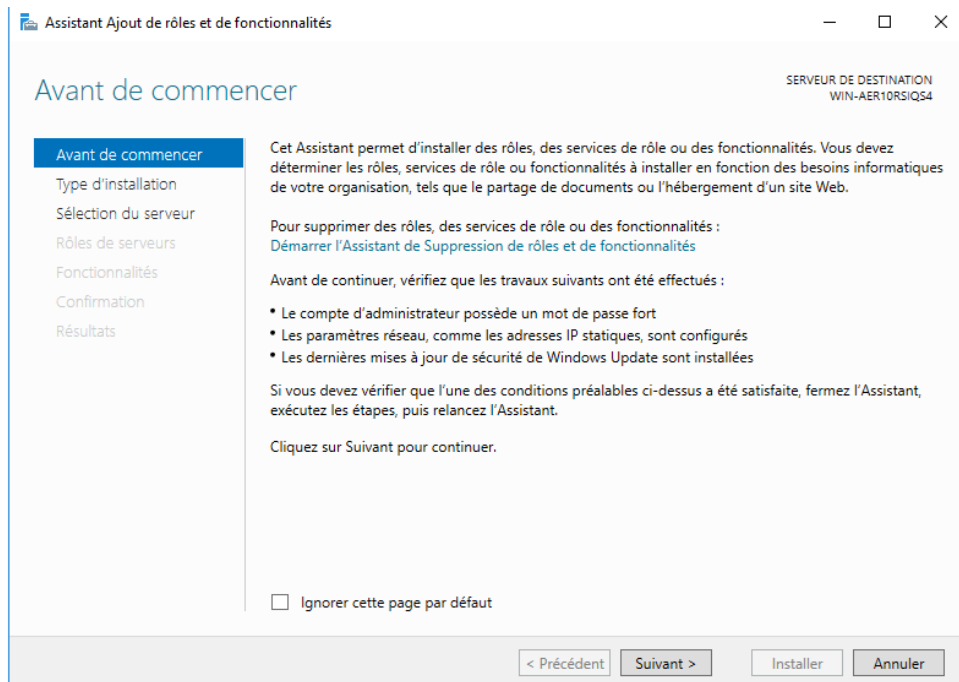 Assistant Ajout de rôles et de fonctionnalités
Avant de commencer
SERVEUR DE DESTINATION
WIN-AER10RSIQS4
Avant de commencer
Type d'installation
Sélection du serveur
Rôles de serveurs
Fonctionnalités
Confirmation
Résultats
Cet Assistant permet d'installer des rôles, des services de rôle ou des fonctionnalités. Vous devez
déterminer les rôles, services de rôle ou fonctionnalités à installer en fonction des besoins informatiques
de votre organisation, tels que le partage de documents ou l'hébergement d'un site Web.
Pour supprimer des rôles, des services de rôle ou des fonctionnalités :
Démarrer l'Assistant de Suppression de rôles et de fonctionnalités
Avant de continuer, vérifiez que les travaux suivants ont été effectués :
• Le compte d'administrateur possède un mot de passe fort
• Les paramètres réseau, comme les adresses IP statiques, sont configurés
• Les dernières mises à jour de sécurité de Windows Update sont installées
Si vous devez vérifier que l'une des conditions préalables ci-dessus a été satisfaite, fermez l'Assistant,
exécutez les étapes, puis relancez l'Assistant.
Cliquez sur Suivant pour continuer.
Ignorer cette page par défaut
< Précédent
Suivant >
Installer
Annuler